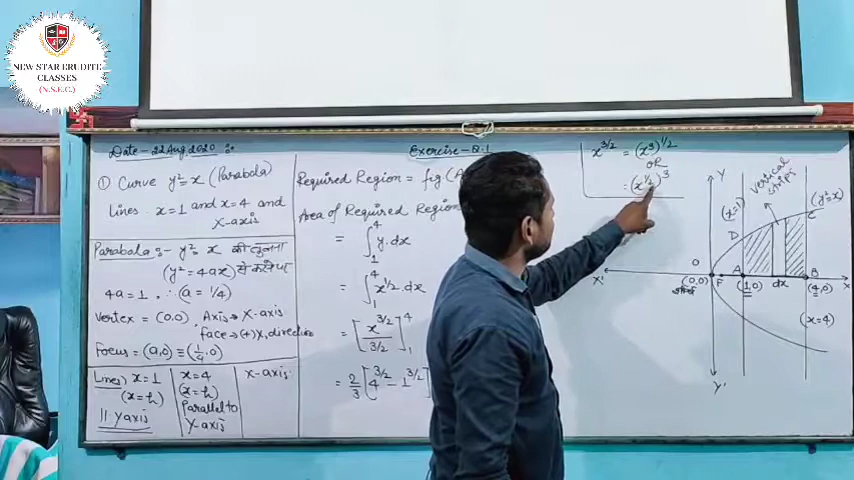 NEW STAR ERUDITE
CLASSES
(N.S.E.C.)
Date - 22 Aug, 2020
Exercise - 8.1
① Curve y² = x (Parabola)
Lines x=1 and x=4 and
X-axis
Parabola :- y² = x की तुलना
(y² = 4ax) से करने पर
4a = 1 ∴ (a = 1/4)
Vertex = (0,0) Axis → X-axis
face → (+)X, direction
Focus = (a,0) ≡ (1/4, 0)
Lines) x=1
(x=h)
|| Y axis
x=4
(x=h)
Parallel to
Y-axis
x-axis
Required Region = fig (A
Area of Required Region
= ∫₁⁴ y.dx
= ∫₁⁴ x^1/2 .dx
= [x^3/2 / 3/2]₁⁴
= 2/3 [4^3/2 - 1^3/2]
x^3/2 = (x³)^1/2
OR
= (x^1/2)³
Y
Vertical
strips
(x=1)
(y²=x)
D
C
X'
O
A
B
X
(0,0)
F
(1,0)
dx
(4,0)
शीर्ष
(x=4)
Y'